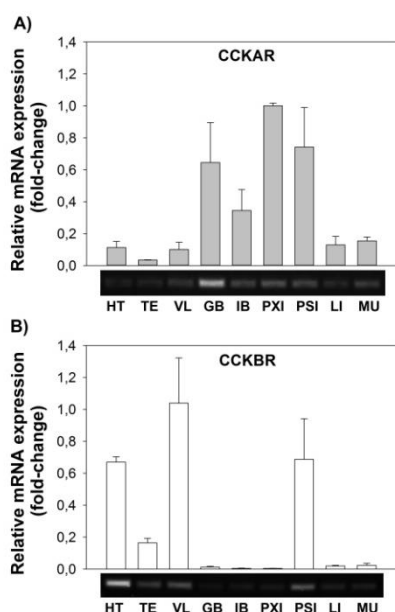 A)
CCKAR
Relative mRNA expression
(fold-change)
1,4
1,2
1,0
0,8
0,6
0,4
0,2
0,0
HT TE VL GB IB PXI PSI LI MU
B)
CCKBR
Relative mRNA expression
(fold-change)
1,4
1,2
1,0
0,8
0,6
0,4
0,2
0,0
HT TE VL GB IB PXI PSI LI MU